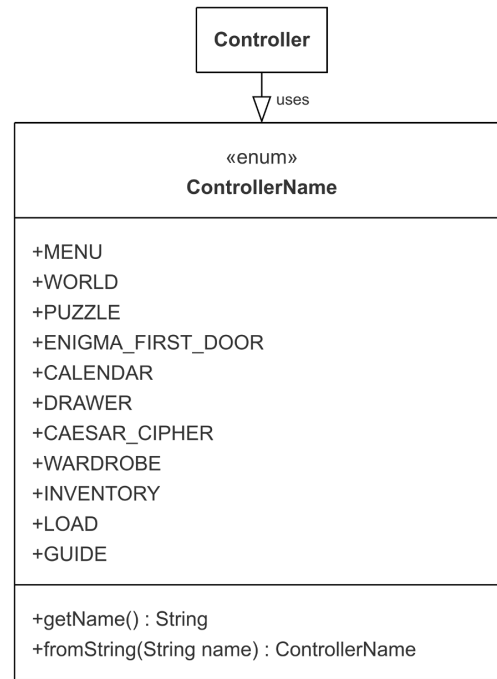 Controller
uses
«enum»
ControllerName
+MENU
+WORLD
+PUZZLE
+ENIGMA_FIRST_DOOR
+CALENDAR
+DRAWER
+CAESAR_CIPHER
+WARDROBE
+INVENTORY
+LOAD
+GUIDE
+getName() : String
+fromString(String name) : ControllerName